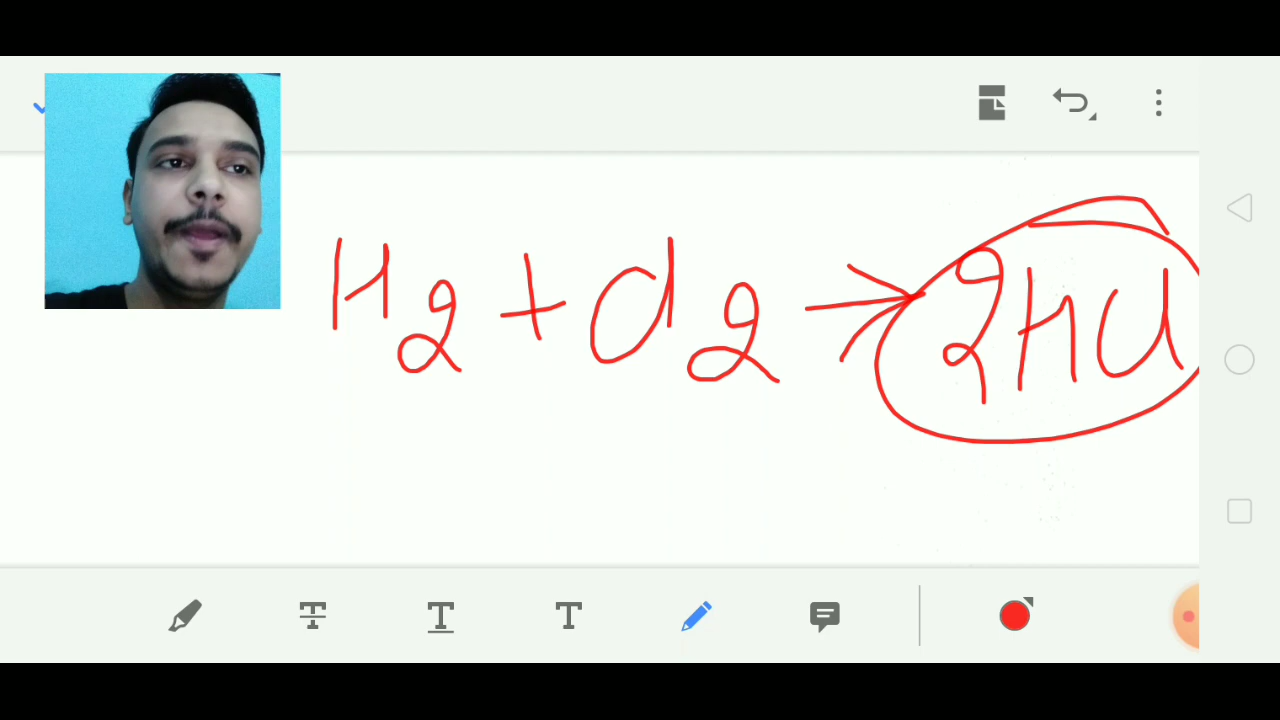 H2 + Cl2 → 2HCl